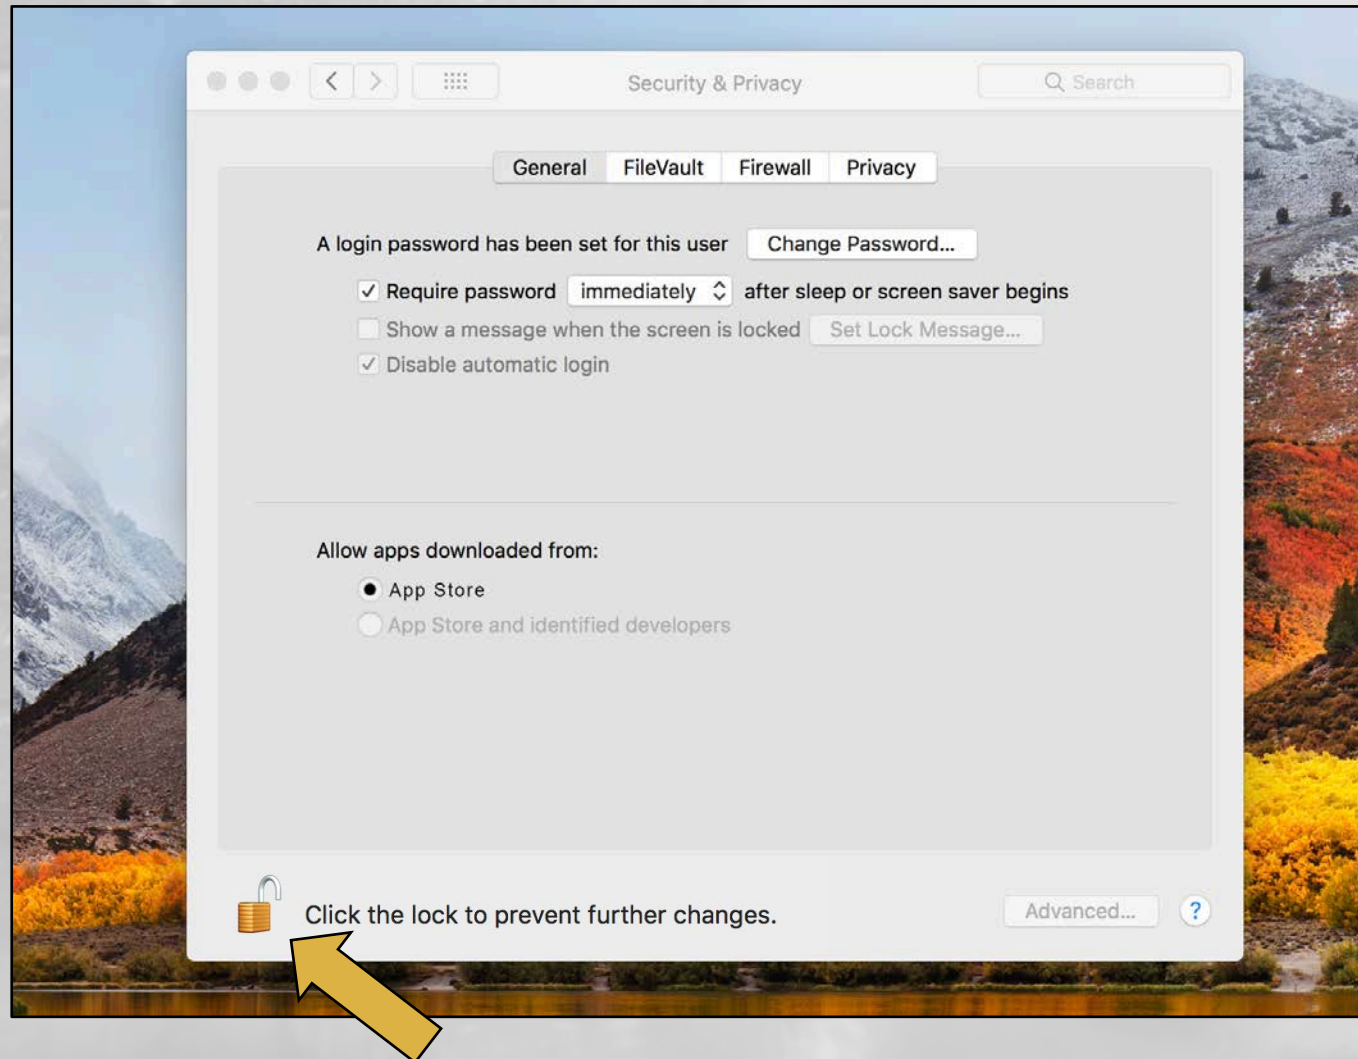 Security & Privacy
Search
General FileVault Firewall Privacy
A login password has been set for this user Change Password...
Require password immediately after sleep or screen saver begins
Show a message when the screen is locked Set Lock Message...
Disable automatic login
Allow apps downloaded from:
App Store
App Store and identified developers
Click the lock to prevent further changes.
Advanced... ?